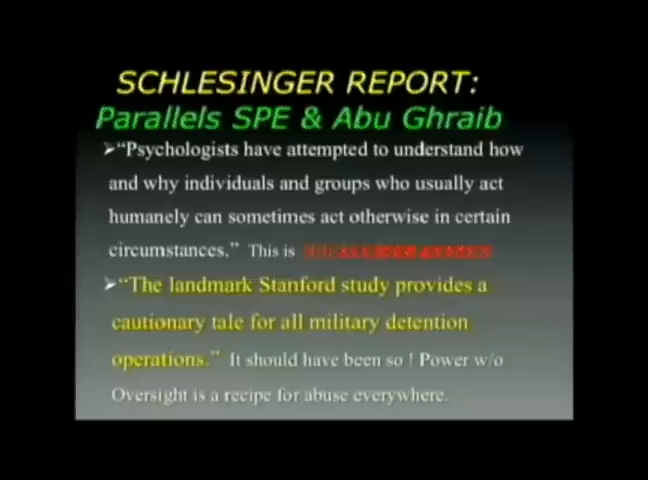 SCHLESINGER REPORT:
Parallels SPE & Abu Ghraib
➢“Psychologists have attempted to understand how
and why individuals and groups who usually act
humanely can sometimes act otherwise in certain
circumstances.” This is
➢“The landmark Stanford study provides a
cautionary tale for all military detention
operations.” It should have been so ! Power w/o
Oversight is a recipe for abuse everywhere.